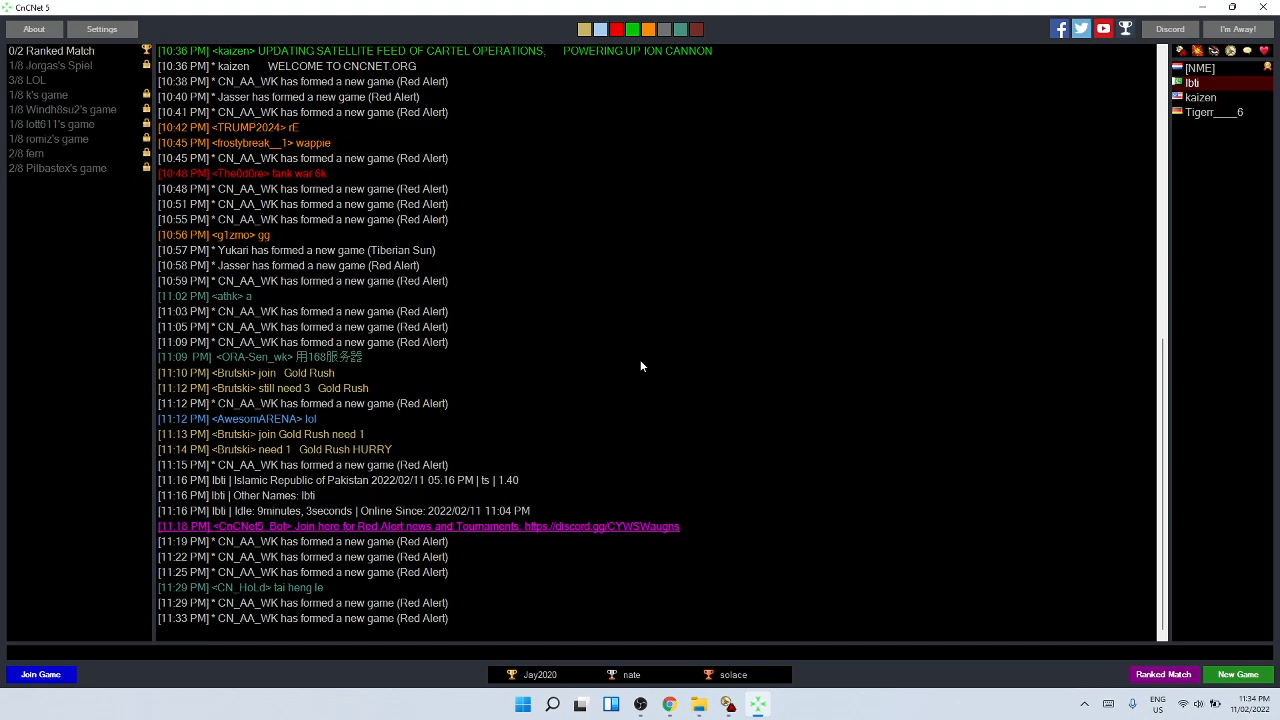 CnCNet 5
About
Settings
Discord
I'm Away!
0/2 Ranked Match
1/8 Jorgas's Spiel
3/8 LOL
1/8 k's game
1/8 Windh8su2's game
1/8 lott611's game
1/8 romiz's game
2/8 fern
2/8 Pilbastex's game
[10:36 PM] <kaizen> UPDATING SATELLITE FEED OF CARTEL OPERATIONS, POWERING UP ION CANNON
[10:36 PM] * kaizen WELCOME TO CNCNET.ORG
[10:38 PM] * CN_AA_WK has formed a new game (Red Alert)
[10:40 PM] * Jasser has formed a new game (Red Alert)
[10:41 PM] * CN_AA_WK has formed a new game (Red Alert)
[10:42 PM] <TRUMP2024> rE
[10:45 PM] <frostybreak__1> wappie
[10:45 PM] * CN_AA_WK has formed a new game (Red Alert)
[10:48 PM] <The0d0re> tank war 6k
[10:48 PM] * CN_AA_WK has formed a new game (Red Alert)
[10:51 PM] * CN_AA_WK has formed a new game (Red Alert)
[10:55 PM] * CN_AA_WK has formed a new game (Red Alert)
[10:56 PM] <g1zmo> gg
[10:57 PM] * Yukari has formed a new game (Tiberian Sun)
[10:58 PM] * Jasser has formed a new game (Red Alert)
[10:59 PM] * CN_AA_WK has formed a new game (Red Alert)
[11:02 PM] <athk> a
[11:03 PM] * CN_AA_WK has formed a new game (Red Alert)
[11:05 PM] * CN_AA_WK has formed a new game (Red Alert)
[11:09 PM] * CN_AA_WK has formed a new game (Red Alert)
[11:09 PM] <ORA-Sen_wk> 用168服务器
[11:10 PM] <Brutski> join Gold Rush
[11:12 PM] <Brutski> still need 3 Gold Rush
[11:12 PM] * CN_AA_WK has formed a new game (Red Alert)
[11:12 PM] <AwesomARENA> lol
[11:13 PM] <Brutski> join Gold Rush need 1
[11:14 PM] <Brutski> need 1 Gold Rush HURRY
[11:15 PM] * CN_AA_WK has formed a new game (Red Alert)
[11:16 PM] Ibti | Islamic Republic of Pakistan 2022/02/11 05:16 PM | ts | 1.40
[11:16 PM] Ibti | Other Names: Ibti
[11:16 PM] Ibti | Idle: 9minutes, 3seconds | Online Since: 2022/02/11 11:04 PM
[11:18 PM] <CnCNet5_Bot> Join here for Red Alert news and Tournaments. https://discord.gg/CYWSWaugns
[11:19 PM] * CN_AA_WK has formed a new game (Red Alert)
[11:22 PM] * CN_AA_WK has formed a new game (Red Alert)
[11:25 PM] * CN_AA_WK has formed a new game (Red Alert)
[11:29 PM] <CN_HoLd> tai heng le
[11:29 PM] * CN_AA_WK has formed a new game (Red Alert)
[11:33 PM] * CN_AA_WK has formed a new game (Red Alert)
[NME]
Ibti
kaizen
Tigerr____6
Join Game
Jay2020
nate
solace
Ranked Match
New Game
ENG
US
11:34 PM
11/02/2022